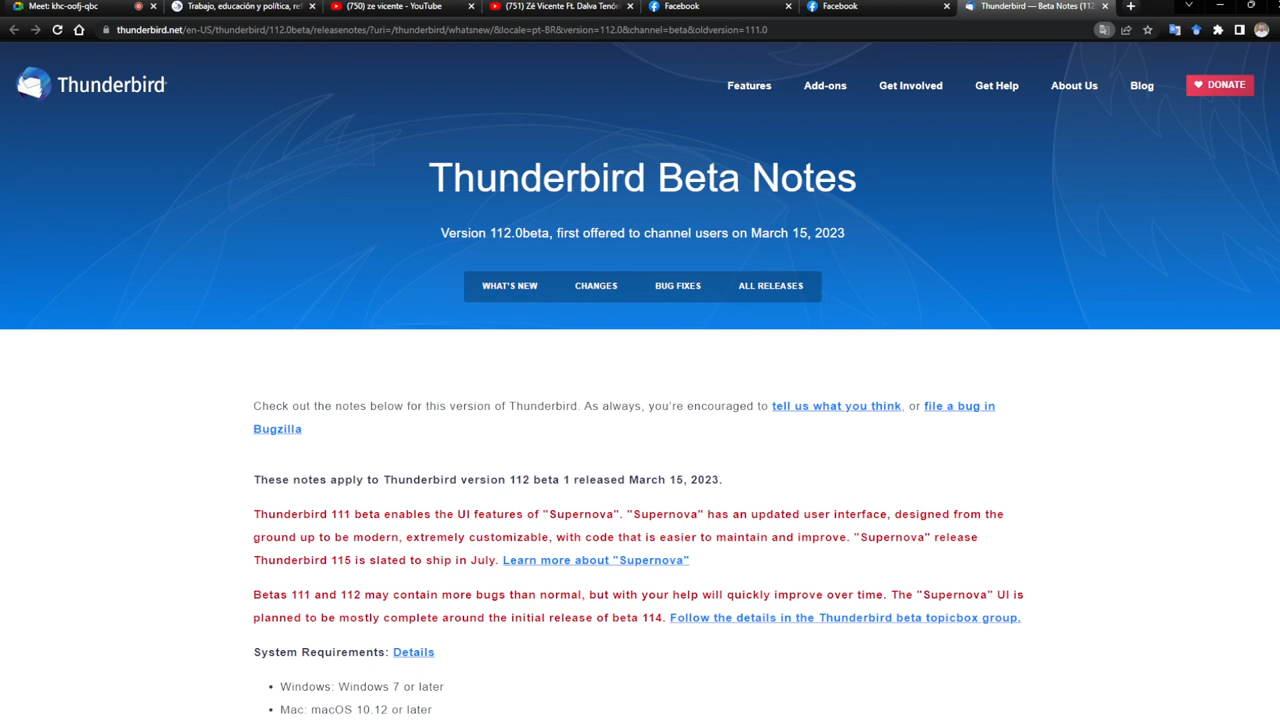 Meet: khc-oofj-qbc
Trabajo, educación y política, re
(750) ze vicente - YouTube
(751) Zé Vicente Ft. Dalva Tenór
Facebook
Facebook
Thunderbird — Beta Notes (112
thunderbird.net/en-US/thunderbird/112.0beta/releasenotes/?uri=/thunderbird/whatsnew/&locale=pt-BR&version=112.0&channel=beta&oldversion=111.0
Thunderbird
Features
Add-ons
Get Involved
Get Help
About Us
Blog
DONATE
Thunderbird Beta Notes
Version 112.0beta, first offered to channel users on March 15, 2023
WHAT'S NEW
CHANGES
BUG FIXES
ALL RELEASES
Check out the notes below for this version of Thunderbird. As always, you're encouraged to tell us what you think, or file a bug in
Bugzilla
These notes apply to Thunderbird version 112 beta 1 released March 15, 2023.
Thunderbird 111 beta enables the UI features of "Supernova". "Supernova" has an updated user interface, designed from the
ground up to be modern, extremely customizable, with code that is easier to maintain and improve. "Supernova" release
Thunderbird 115 is slated to ship in July. Learn more about "Supernova"
Betas 111 and 112 may contain more bugs than normal, but with your help will quickly improve over time. The "Supernova" UI is
planned to be mostly complete around the initial release of beta 114. Follow the details in the Thunderbird beta topicbox group.
System Requirements: Details
• Windows: Windows 7 or later
• Mac: macOS 10.12 or later